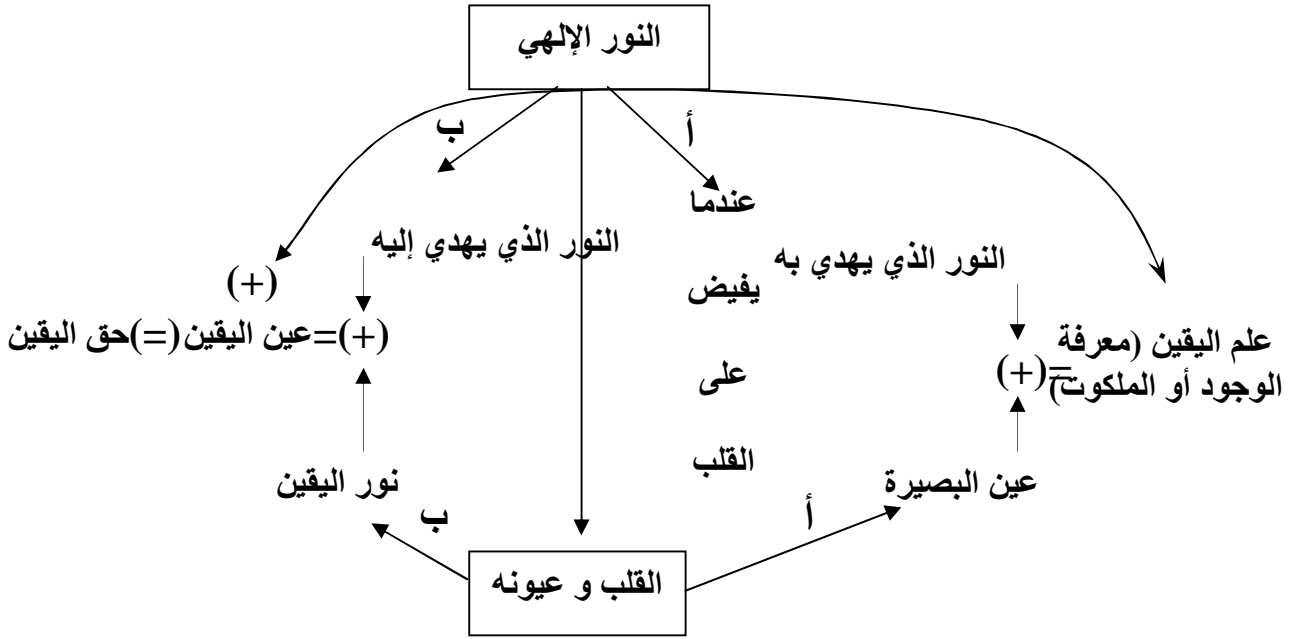 النور الإلهي
أ
ب
عندما
النور الذي يهدي به
النور الذي يهدي إليه
يفيض
(+)
علم اليقين (معرفة
الوجود أو الملكوت)
=(+)
(+)=عين اليقين(=)حق اليقين
على
القلب
عين البصيرة
نور اليقين
أ
ب
القلب و عيونه